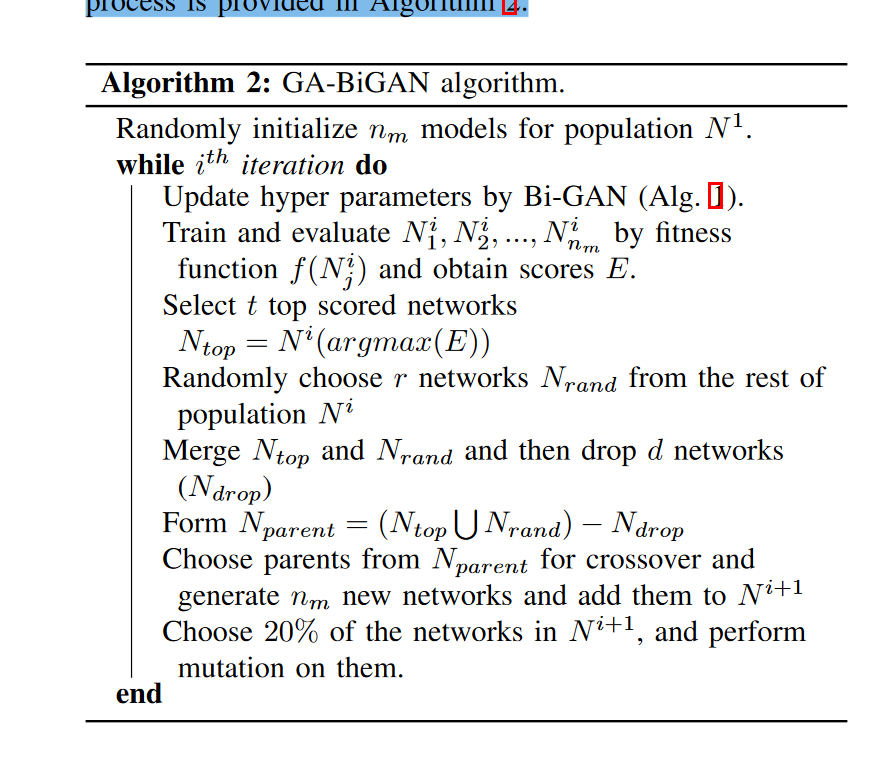 process is provided in Algorithm 2.
Algorithm 2: GA-BiGAN algorithm.
Randomly initialize n_m models for population N^1.
while i^{th} iteration do
Update hyper parameters by Bi-GAN (Alg. 1).
Train and evaluate N_1^i, N_2^i, ..., N_{n_m}^i by fitness
function f(N_j^i) and obtain scores E.
Select t top scored networks
N_{top} = N^i(argmax(E))
Randomly choose r networks N_{rand} from the rest of
population N^i
Merge N_{top} and N_{rand} and then drop d networks
(N_{drop})
Form N_{parent} = (N_{top} ⋃ N_{rand}) − N_{drop}
Choose parents from N_{parent} for crossover and
generate n_m new networks and add them to N^{i+1}
Choose 20% of the networks in N^{i+1}, and perform
mutation on them.
end